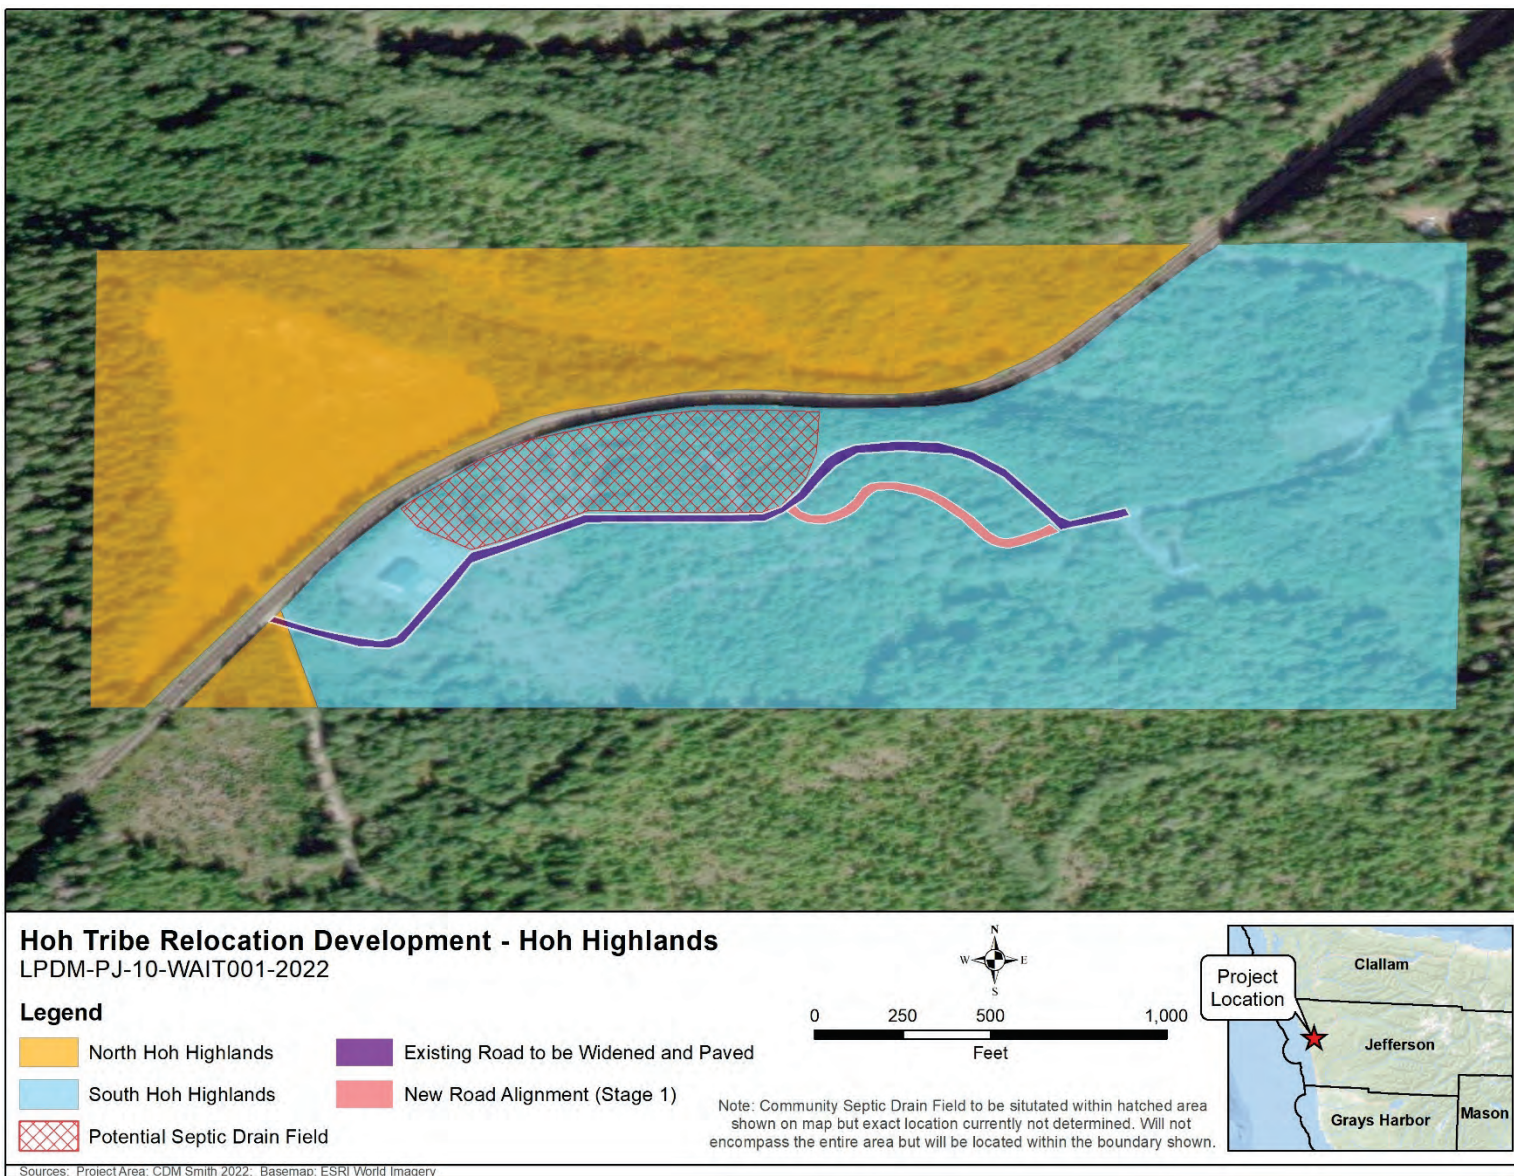 Hoh Tribe Relocation Development - Hoh Highlands
LPDM-PJ-10-WAIT001-2022
Legend
North Hoh Highlands
South Hoh Highlands
Potential Septic Drain Field
Existing Road to be Widened and Paved
New Road Alignment (Stage 1)
N
W E
S
0 250 500 1,000
Feet
Note: Community Septic Drain Field to be situtated within hatched area
shown on map but exact location currently not determined. Will not
encompass the entire area but will be located within the boundary shown.
Project
Location
Clallam
Jefferson
Grays Harbor
Mason
Sources: Project Area: CDM Smith 2022; Basemap: ESRI World Imagery